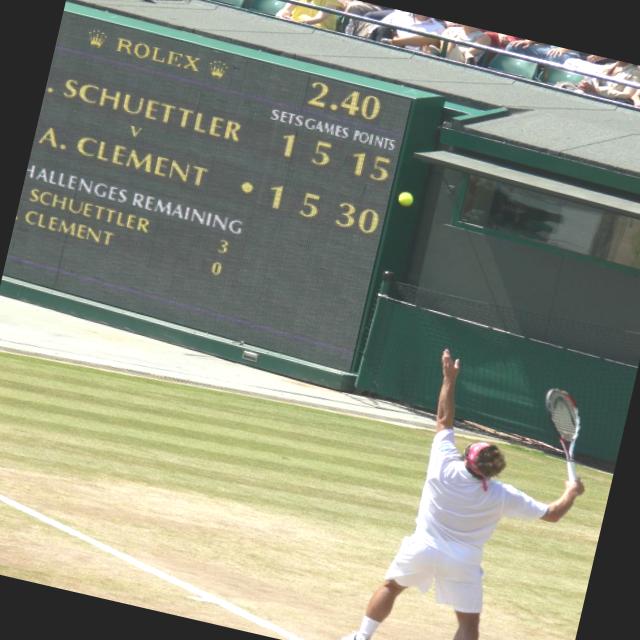 ROLEX
2.40
SETS GAMES POINTS
. SCHUETTLER 1 5 15
V
A. CLEMENT • 1 5 30
HALLENGES REMAINING
SCHUETTLER 3
. CLEMENT 0